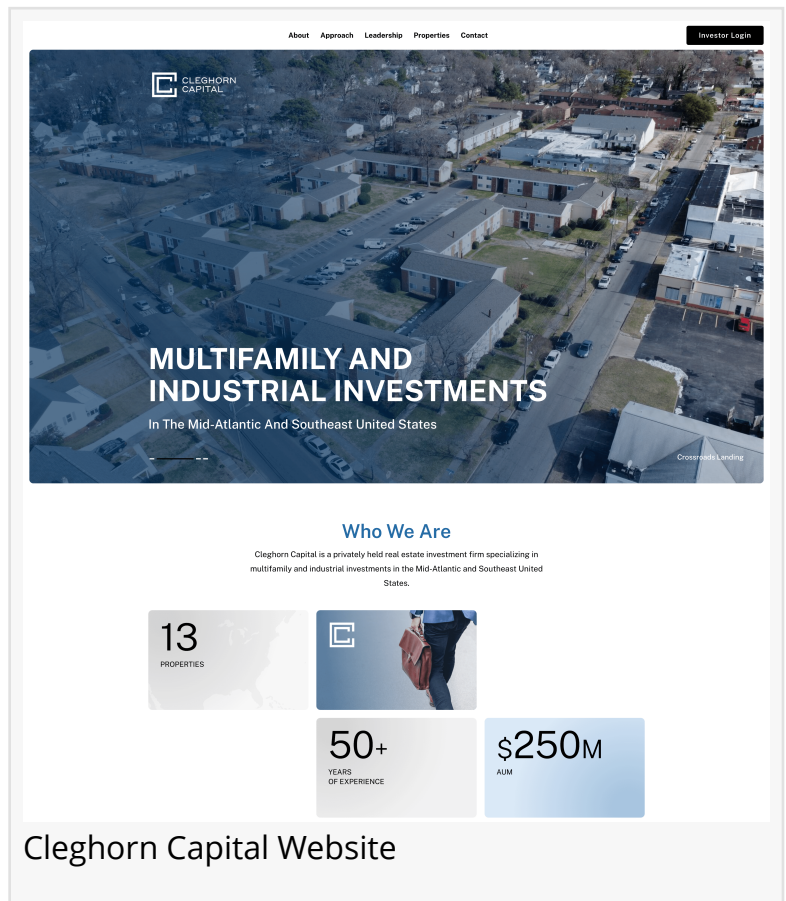 About Approach Leadership Properties Contact
Investor Login
CLEGHORN
CAPITAL
MULTIFAMILY AND
INDUSTRIAL INVESTMENTS
In The Mid-Atlantic And Southeast United States
Crossroads Landing
Who We Are
Cleghorn Capital is a privately held real estate investment firm specializing in
multifamily and industrial investments in the Mid-Atlantic and Southeast United
States.
13
PROPERTIES
50+
YEARS
OF EXPERIENCE
$250M
AUM
Cleghorn Capital Website